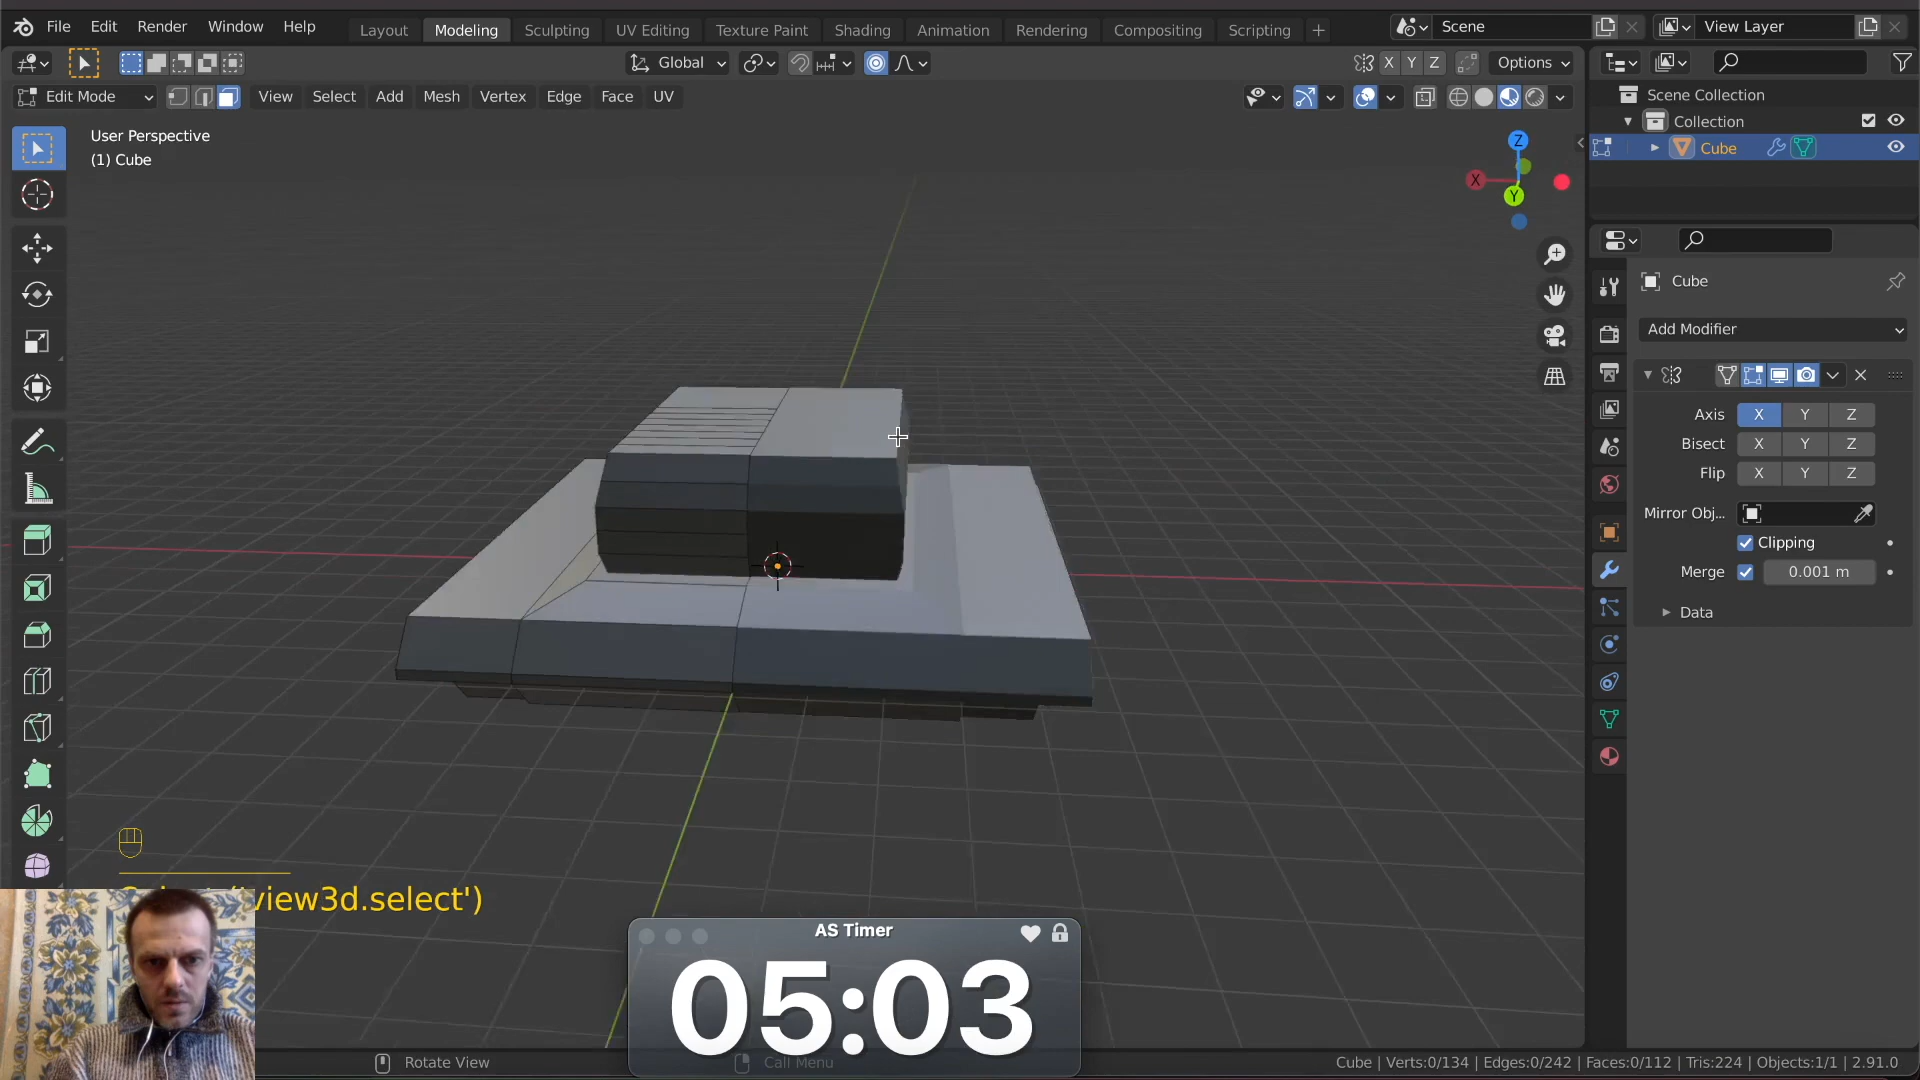 File Edit Render Window Help Layout Modeling Sculpting UV Editing Texture Paint Shading Animation Rendering Compositing Scripting + Scene View Layer
Global X Y Z Options
Edit Mode View Select Add Mesh Vertex Edge Face UV
Scene Collection
Collection
Cube
User Perspective
(1) Cube
Z
X
Y
Cube
Add Modifier
Axis X Y Z
Bisect X Y Z
Flip X Y Z
Mirror Obj...
Clipping
Merge 0.001 m
Data
view3d.select')
AS Timer
05:03
Rotate View
Call Menu
Cube | Verts:0/134 | Edges:0/242 | Faces:0/112 | Tris:224 | Objects:1/1 | 2.91.0